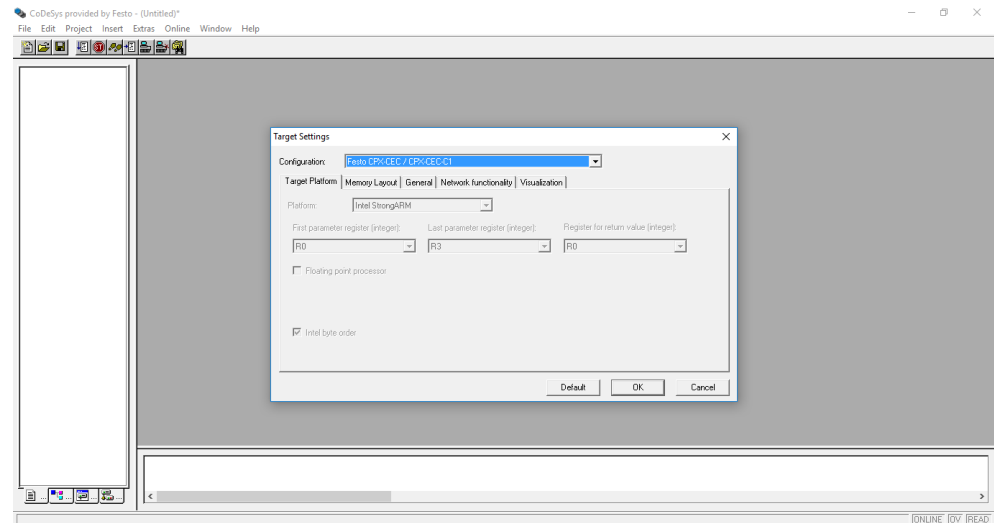 CoDeSys provided by Festo - (Untitled)*
File Edit Project Insert Extras Online Window Help
Target Settings
Configuration: Festo CPX-CEC / CPX-CEC-C1
Target Platform Memory Layout General Network functionality Visualization
Platform: Intel StrongARM
First parameter register (integer): Last parameter register (integer): Register for return value (integer):
R0 R3 R0
Floating point processor
Intel byte order
Default OK Cancel
ONLINE OV READ